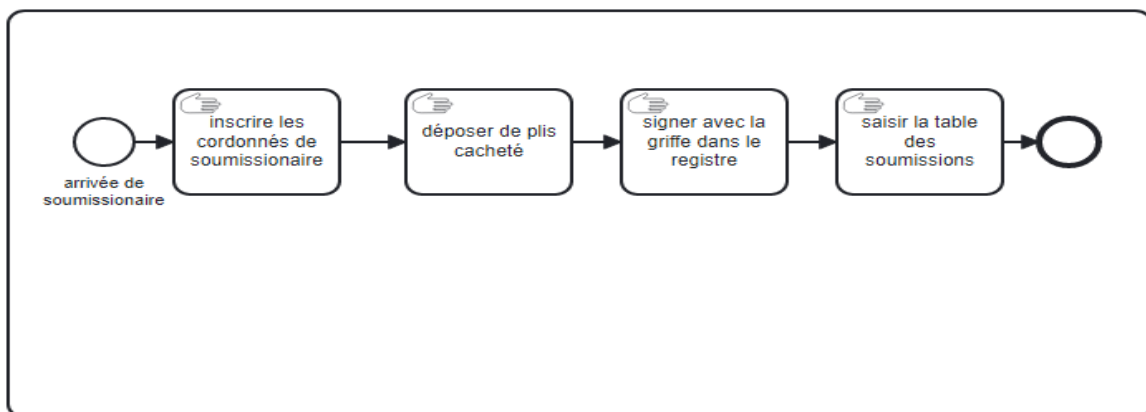 arrivée de
soumissionaire
inscrire les
cordonnés de
soumissionaire
déposer de plis
cacheté
signer avec la
griffe dans le
registre
saisir la table
des
soumissions